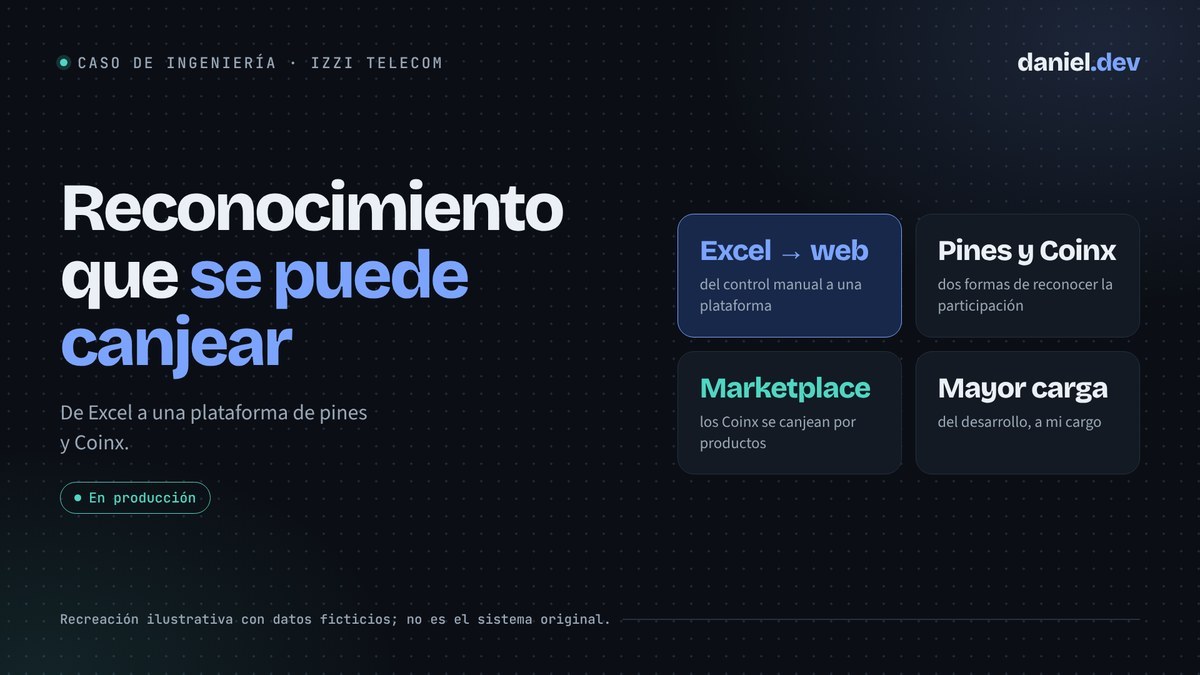 CASO DE INGENIERÍA · IZZI TELECOM
daniel.dev
Reconocimiento
que se puede
canjear
De Excel a una plataforma de pines
y Coinx.
En producción
Excel → web
del control manual a una
plataforma
Pines y Coinx
dos formas de reconocer la
participación
Marketplace
los Coinx se canjean por
productos
Mayor carga
del desarrollo, a mi cargo
Recreación ilustrativa con datos ficticios; no es el sistema original.